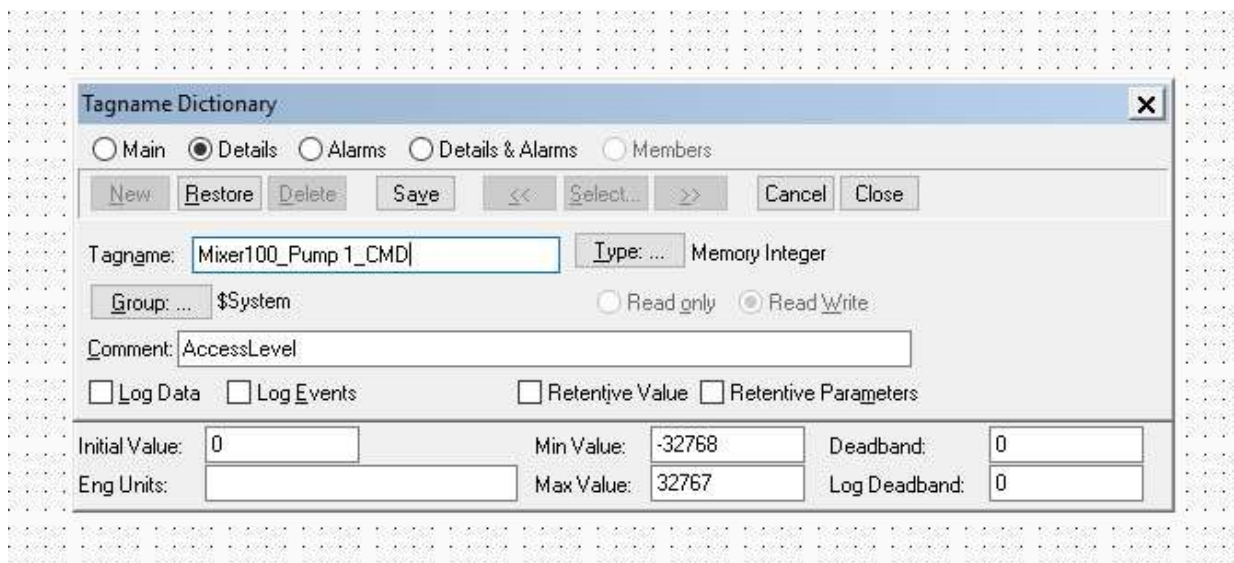 Tagname Dictionary
Main Details Alarms Details & Alarms Members
New Restore Delete Save << Select... >> Cancel Close
Tagname: Mixer100_Pump 1_CMD Type: ... Memory Integer
Group: ... $System Read only Read Write
Comment: AccessLevel
Log Data Log Events Retentive Value Retentive Parameters
Initial Value: 0 Min Value: -32768 Deadband: 0
Eng Units: Max Value: 32767 Log Deadband: 0